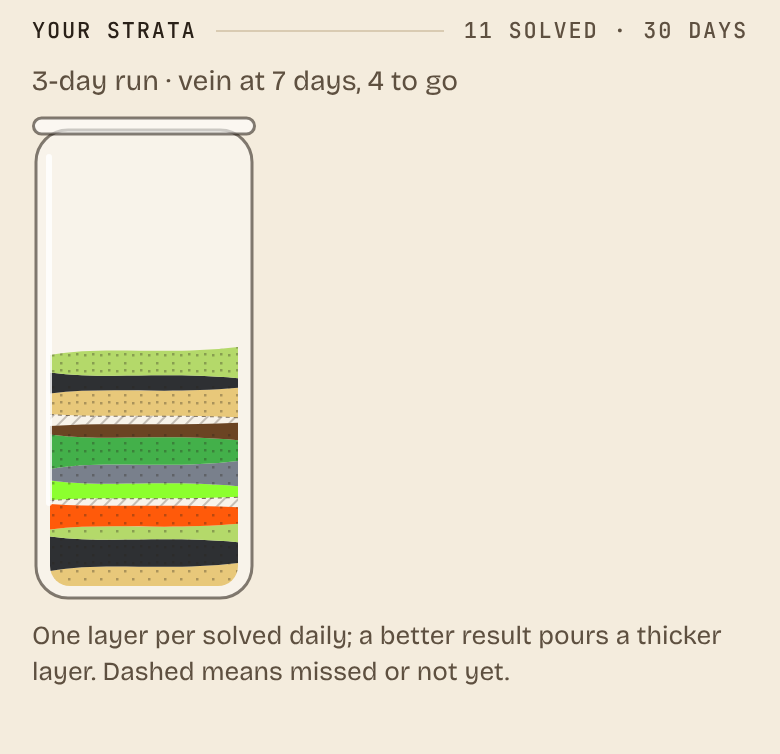 YOUR STRATA
11 SOLVED · 30 DAYS
3-day run · vein at 7 days, 4 to go
One layer per solved daily; a better result pours a thicker
layer. Dashed means missed or not yet.